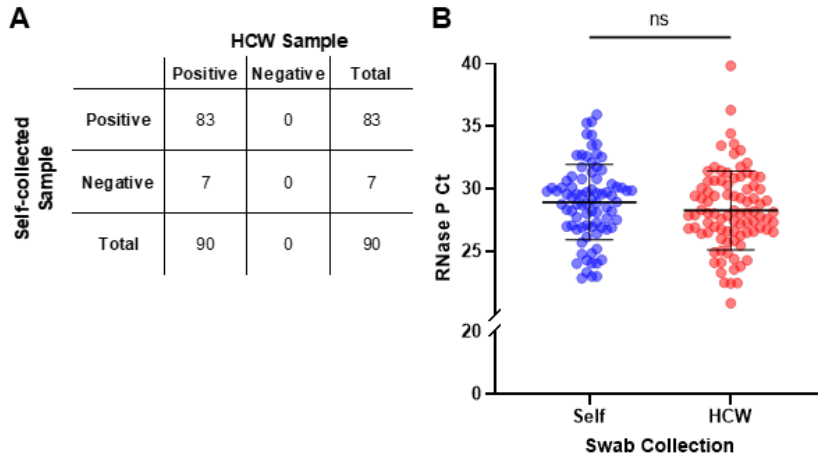 A
HCW Sample
Positive Negative Total
Self-collected
Sample
Positive 83 0 83
Negative 7 0 7
Total 90 0 90
B
ns
RNase P Ct
40
35
30
25
20
0
Self HCW
Swab Collection